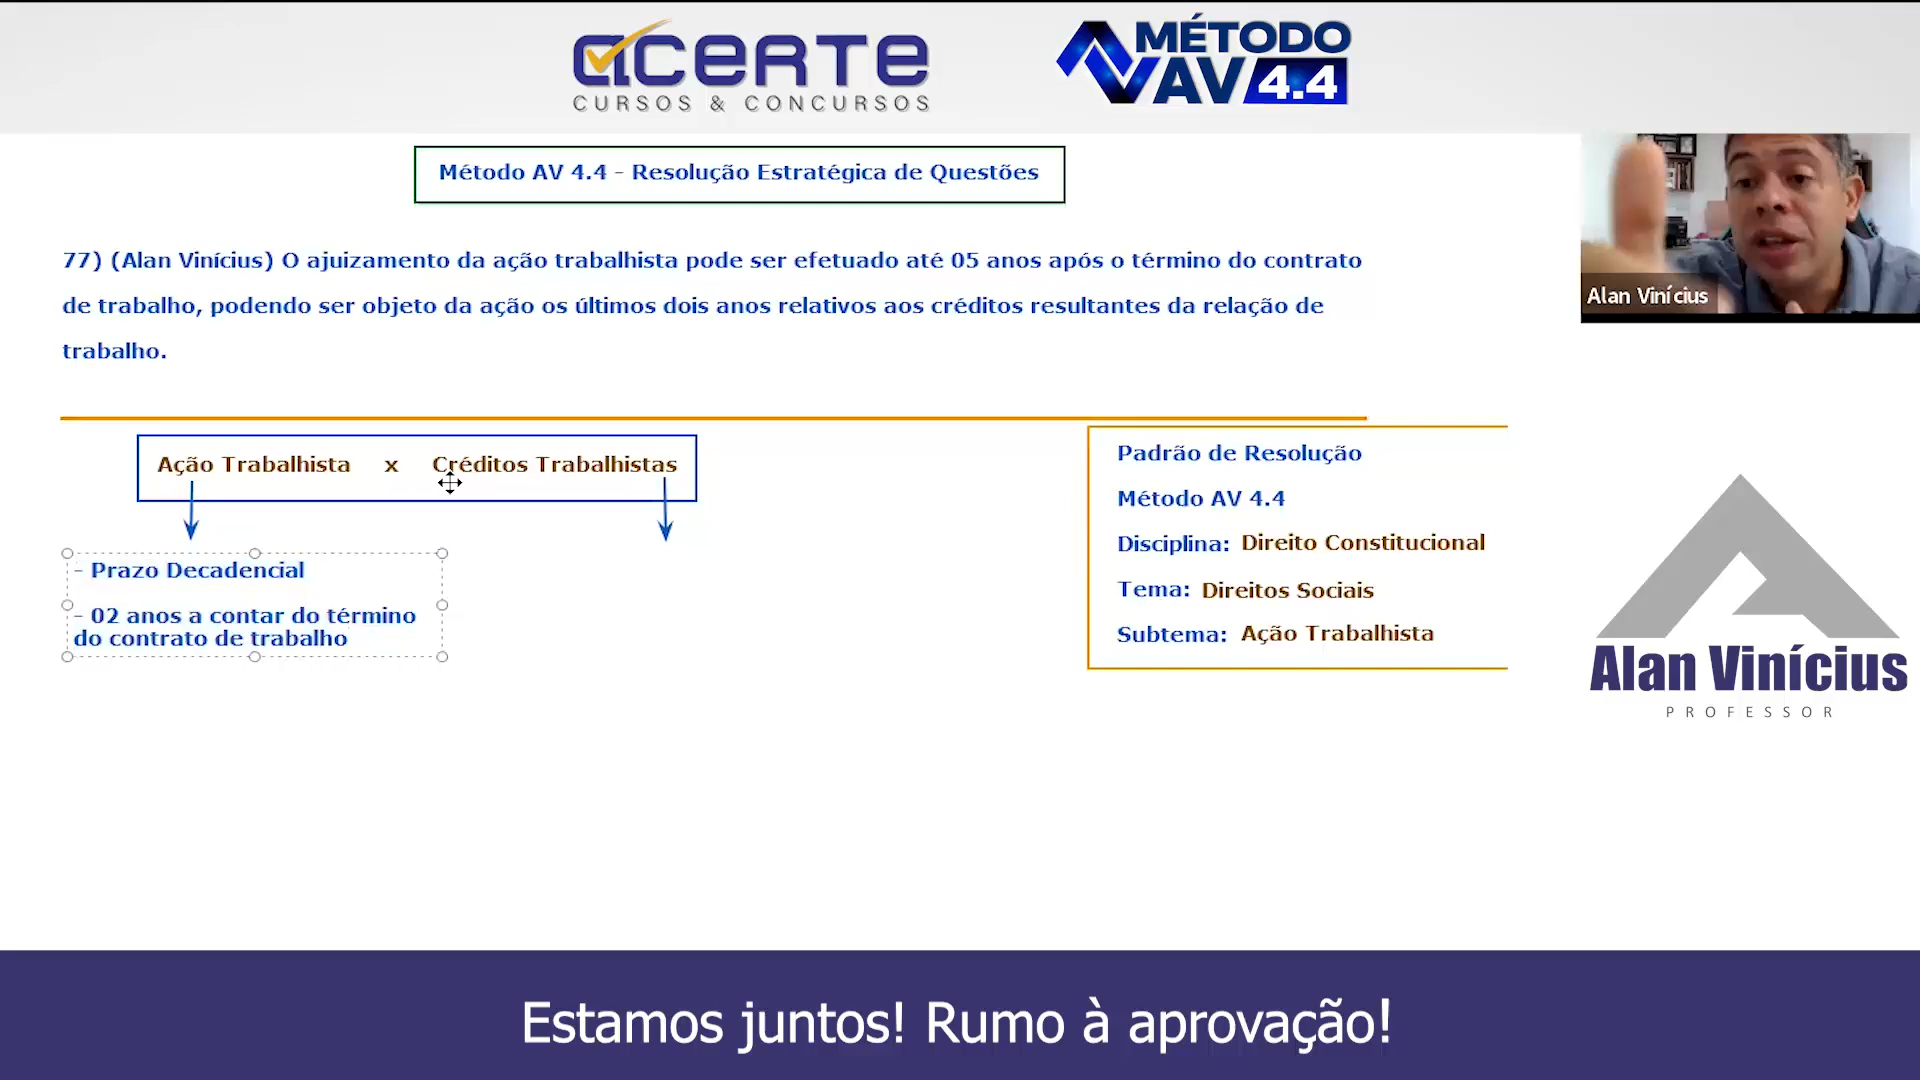 acerte
CURSOS & CONCURSOS
MÉTODO
AV 4.4
Método AV 4.4 - Resolução Estratégica de Questões
Alan Vinícius
77) (Alan Vinícius) O ajuizamento da ação trabalhista pode ser efetuado até 05 anos após o término do contrato
de trabalho, podendo ser objeto da ação os últimos dois anos relativos aos créditos resultantes da relação de
trabalho.
Ação Trabalhista x Créditos Trabalhistas
- Prazo Decadencial
- 02 anos a contar do término
do contrato de trabalho
Padrão de Resolução
Método AV 4.4
Disciplina: Direito Constitucional
Tema: Direitos Sociais
Subtema: Ação Trabalhista
Alan Vinícius
PROFESSOR
Estamos juntos! Rumo à aprovação!